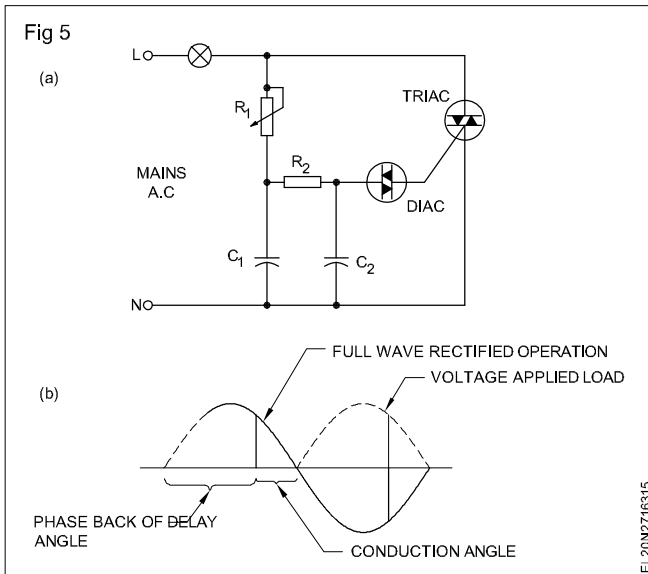 Fig 5
(a)
L
R1
TRIAC
MAINS
A.C
R2
DIAC
C1
C2
N
(b)
FULL WAVE RECTIFIED OPERATION
VOLTAGE APPLIED LOAD
PHASE BACK OF DELAY
ANGLE
CONDUCTION ANGLE
EL20N2716315